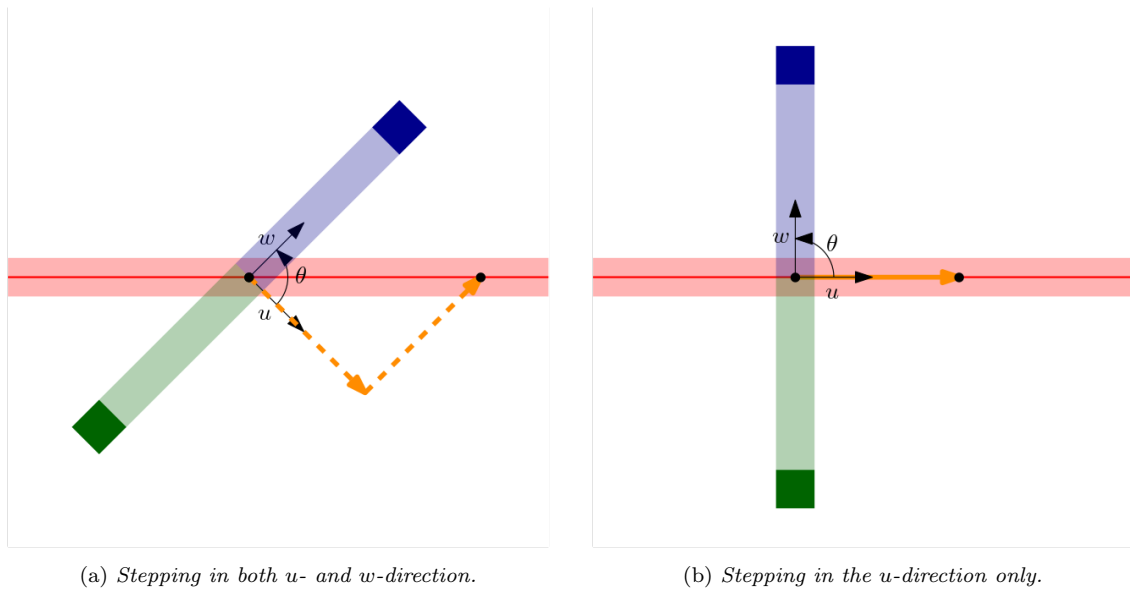 w
θ
u
w
θ
u
(a) Stepping in both u- and w-direction.
(b) Stepping in the u-direction only.